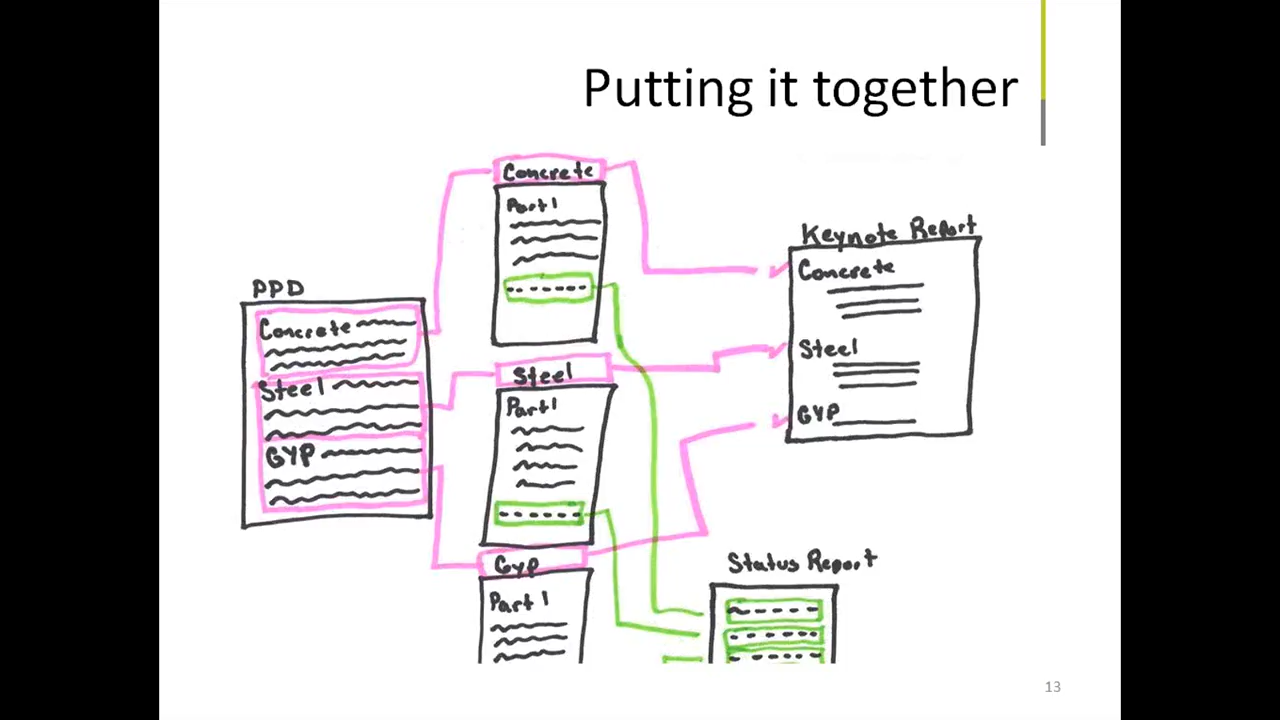 Putting it together
PPD
Concrete
Steel
GYP
Concrete
Part 1
Steel
Part 1
Gyp
Part 1
Keynote Report
Concrete
Steel
GYP
Status Report
13